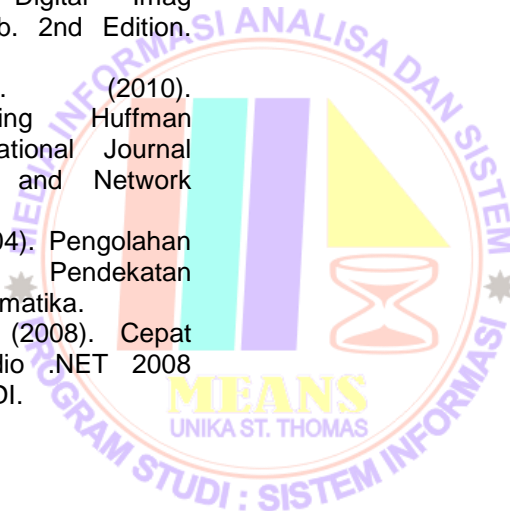 Digital Imag
b. 2nd Edition.
. (2010).
ing Huffman
ational Journal
and Network
04). Pengolahan
Pendekatan
matika.
(2008). Cepat
dio .NET 2008
DI.
MEDIA INFORMASI ANALISA DAN SISTEM
MEANS
UNIKA ST. THOMAS
PROGRAM STUDI : SISTEM INFORMASI